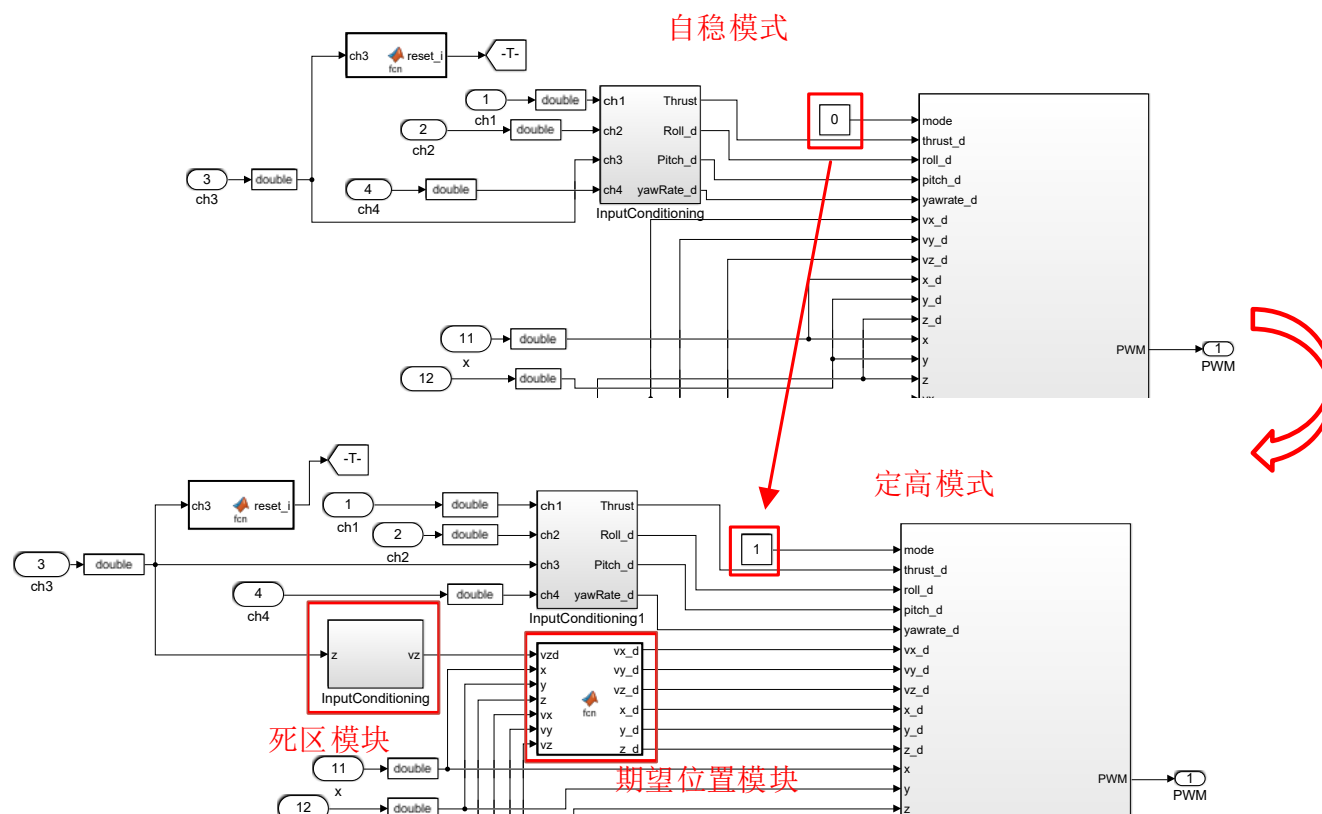 自稳模式
ch3
reset_i
fcn
-T-
1
ch1
double
2
ch2
double
3
ch3
double
4
ch4
double
ch1
ch2
ch3
ch4
Thrust
Roll_d
Pitch_d
yawRate_d
InputConditioning
0
mode
thrust_d
roll_d
pitch_d
yawrate_d
vx_d
vy_d
vz_d
x_d
y_d
z_d
x
y
z
11
x
double
12
double
PWM
1
PWM
定高模式
-T-
ch3
reset_i
fcn
1
ch1
double
2
ch2
double
3
ch3
double
4
ch4
double
ch1
ch2
ch3
ch4
Thrust
Roll_d
Pitch_d
yawRate_d
InputConditioning1
1
z
vz
InputConditioning
死区模块
vzd
x
y
z
vx
vy
vz
fcn
vx_d
vy_d
vz_d
x_d
y_d
z_d
期望位置模块
mode
thrust_d
roll_d
pitch_d
yawrate_d
vx_d
vy_d
vz_d
x_d
y_d
z_d
x
y
z
11
x
double
12
double
PWM
1
PWM